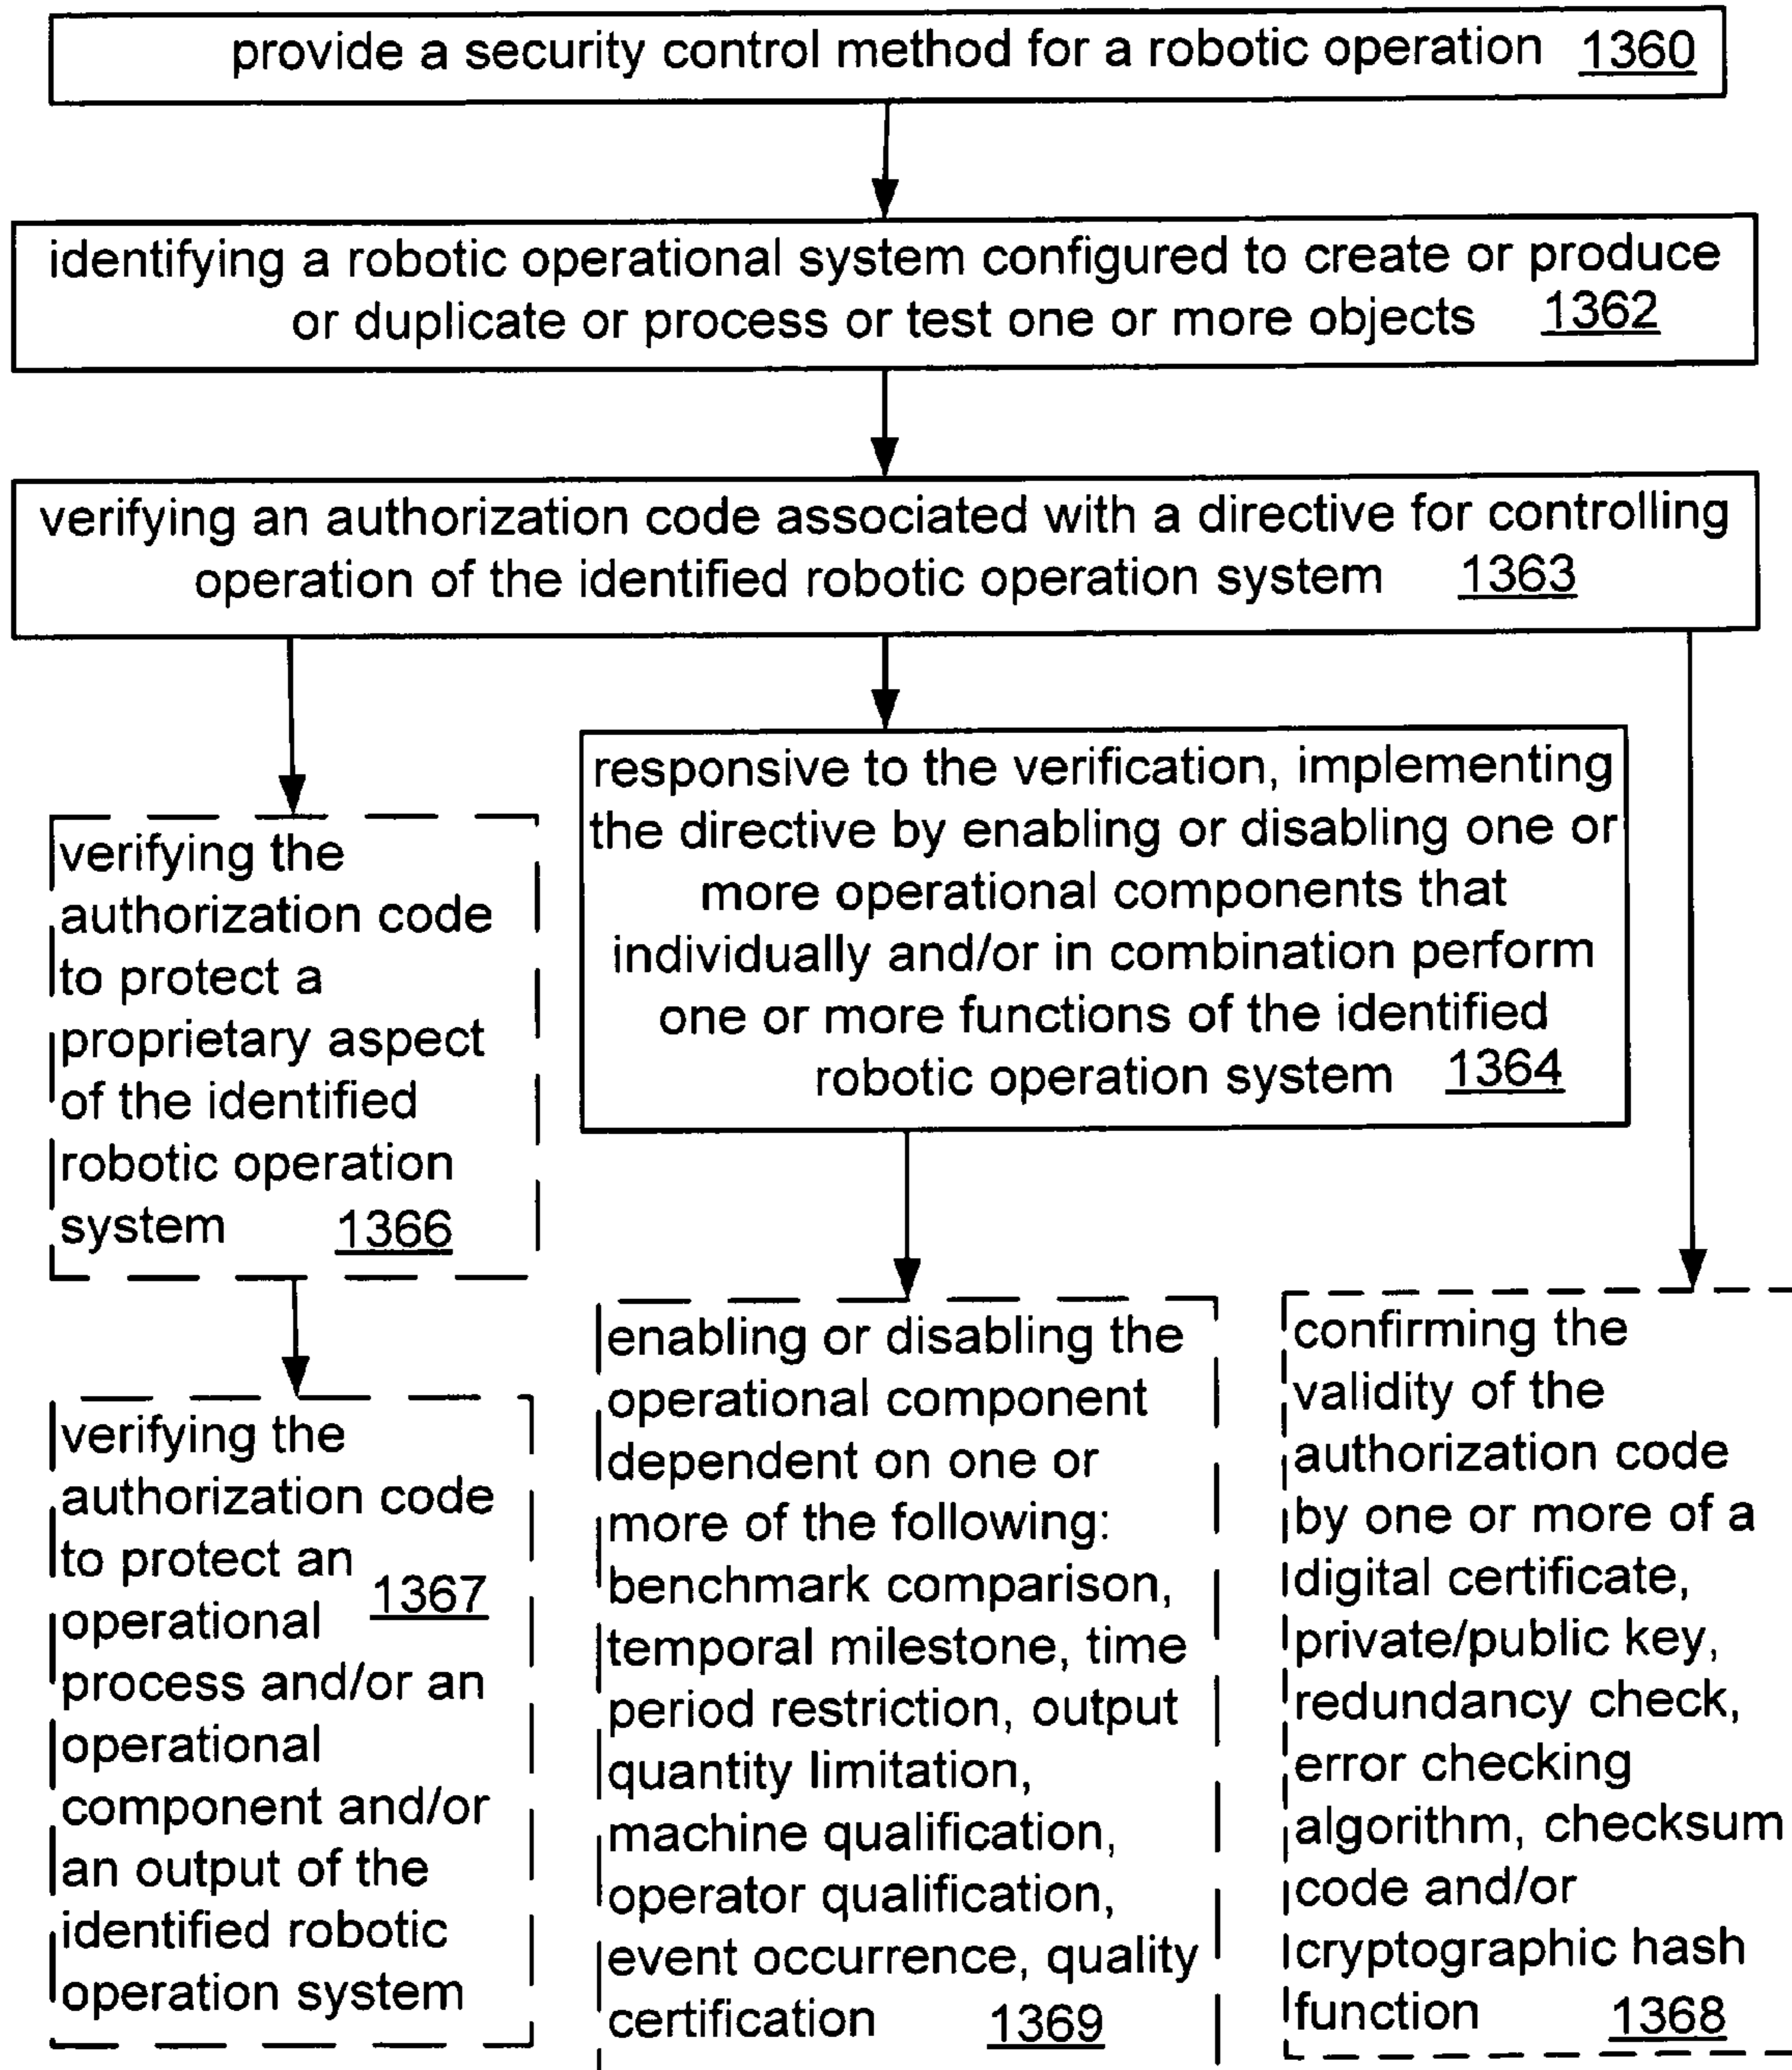 provide a security control method for a robotic operation 1360
identifying a robotic operational system configured to create or produce
or duplicate or process or test one or more objects 1362
verifying an authorization code associated with a directive for controlling
operation of the identified robotic operation system 1363
verifying the
authorization code
to protect a
proprietary aspect
of the identified
robotic operation
system 1366
responsive to the verification, implementing
the directive by enabling or disabling one or
more operational components that
individually and/or in combination perform
one or more functions of the identified
robotic operation system 1364
verifying the
authorization code
to protect an 1367
operational
process and/or an
operational
component and/or
an output of the
identified robotic
operation system
enabling or disabling the
operational component
dependent on one or
more of the following:
benchmark comparison,
temporal milestone, time
period restriction, output
quantity limitation,
machine qualification,
operator qualification,
event occurrence, quality
certification 1369
confirming the
validity of the
authorization code
by one or more of a
digital certificate,
private/public key,
redundancy check,
error checking
algorithm, checksum
code and/or
cryptographic hash
function 1368